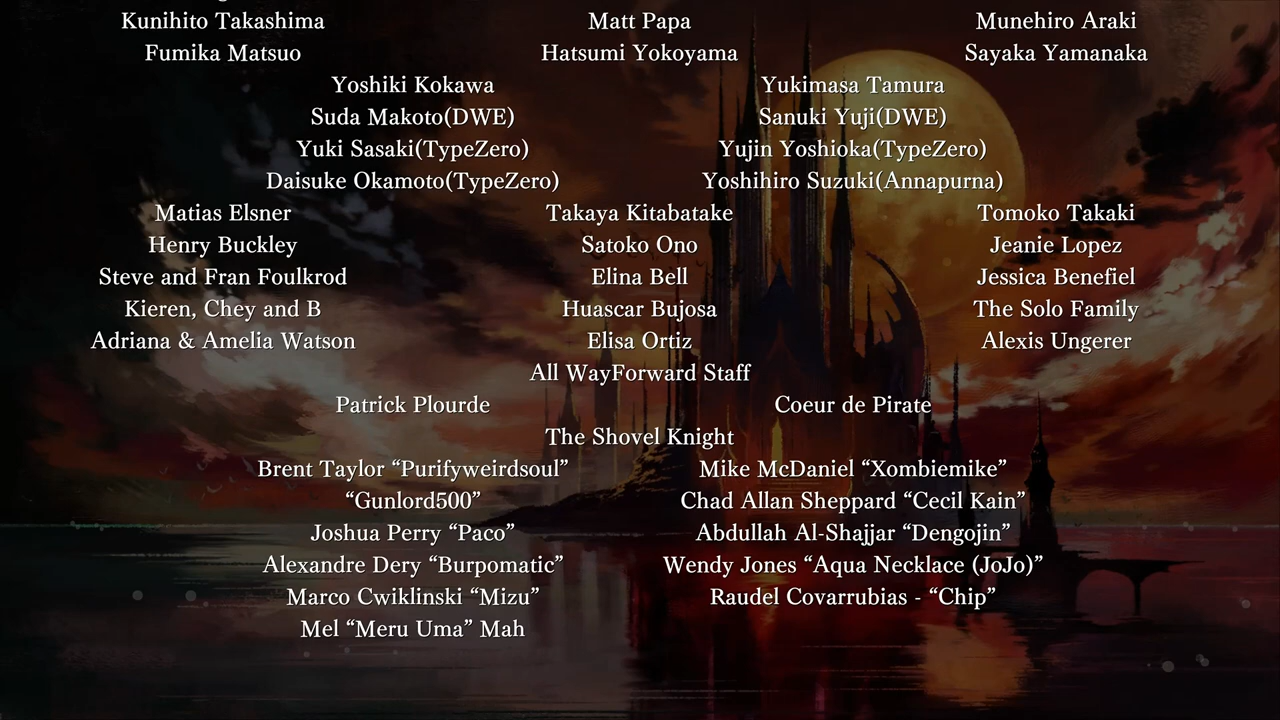 Kunihito Takashima Matt Papa Munehiro Araki
Fumika Matsuo Hatsumi Yokoyama Sayaka Yamanaka
Yoshiki Kokawa Yukimasa Tamura
Suda Makoto(DWE) Sanuki Yuji(DWE)
Yuki Sasaki(TypeZero) Yujin Yoshioka(TypeZero)
Daisuke Okamoto(TypeZero) Yoshihiro Suzuki(Annapurna)
Matias Elsner Takaya Kitabatake Tomoko Takaki
Henry Buckley Satoko Ono Jeanie Lopez
Steve and Fran Foulkrod Elina Bell Jessica Benefiel
Kieren, Chey and B Huascar Bujosa The Solo Family
Adriana & Amelia Watson Elisa Ortiz Alexis Ungerer
All WayForward Staff
Patrick Plourde Coeur de Pirate
The Shovel Knight
Brent Taylor “Purifyweirdsoul” Mike McDaniel “Xombiemike”
“Gunlord500” Chad Allan Sheppard “Cecil Kain”
Joshua Perry “Paco” Abdullah Al-Shajjar “Dengojin”
Alexandre Dery “Burpomatic” Wendy Jones “Aqua Necklace (JoJo)”
Marco Cwiklinski “Mizu” Raudel Covarrubias - “Chip”
Mel “Meru Uma” Mah